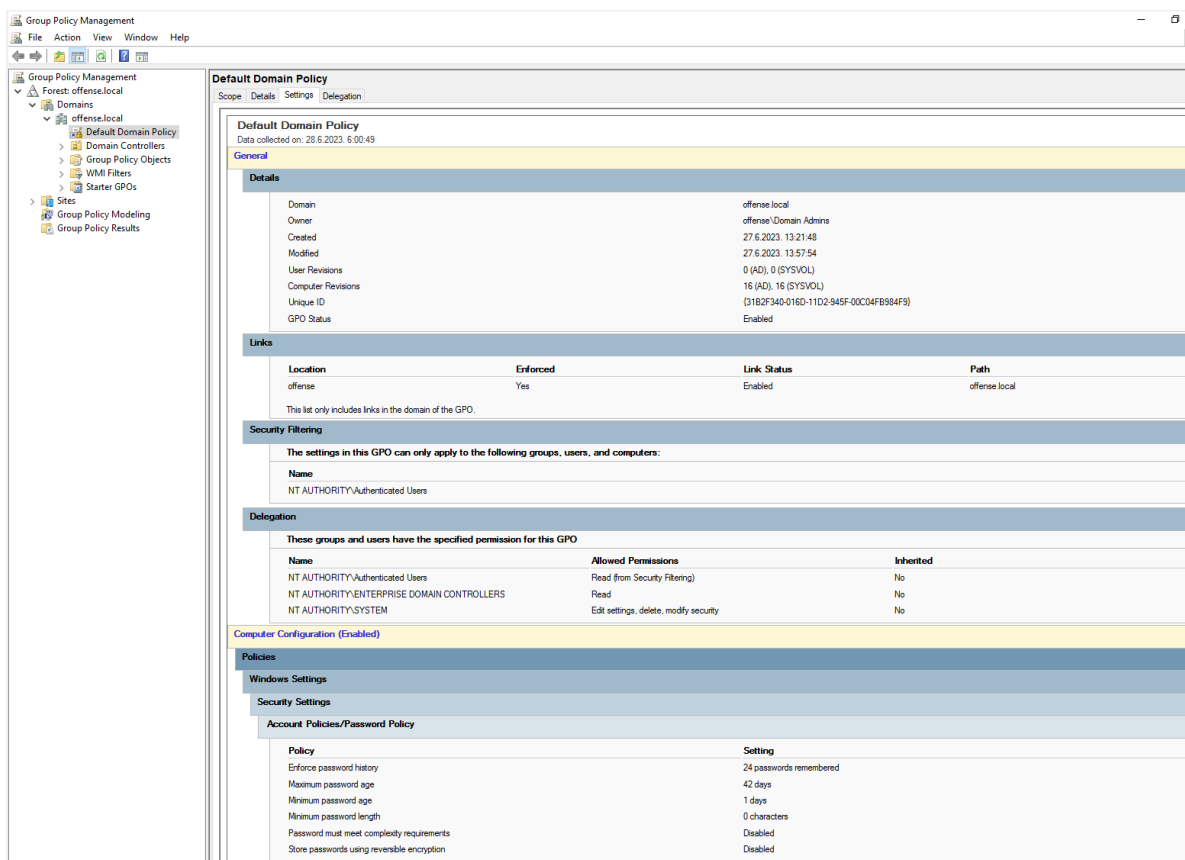 Group Policy Management
File Action View Window Help
Group Policy Management
Forest: offense.local
Domains
offense.local
Default Domain Policy
Domain Controllers
Group Policy Objects
WMI Filters
Starter GPOs
Sites
Group Policy Modeling
Group Policy Results
Default Domain Policy
Scope Details Settings Delegation
Default Domain Policy
Data collected on: 28.6.2023. 6:00:49
General
Details
Domain offense.local
Owner offense\Domain Admins
Created 27.6.2023. 13:21:48
Modified 27.6.2023. 13:57:54
User Revisions 0 (AD), 0 (SYSVOL)
Computer Revisions 16 (AD), 16 (SYSVOL)
Unique ID {31B2F340-016D-11D2-945F-00C04FB984F9}
GPO Status Enabled
Links
Location Enforced Link Status Path
offense Yes Enabled offense.local
This list only includes links in the domain of the GPO.
Security Filtering
The settings in this GPO can only apply to the following groups, users, and computers:
Name
NT AUTHORITY\Authenticated Users
Delegation
These groups and users have the specified permission for this GPO
Name Allowed Permissions Inherited
NT AUTHORITY\Authenticated Users Read (from Security Filtering) No
NT AUTHORITY\ENTERPRISE DOMAIN CONTROLLERS Read No
NT AUTHORITY\SYSTEM Edit settings, delete, modify security No
Computer Configuration (Enabled)
Policies
Windows Settings
Security Settings
Account Policies/Password Policy
Policy Setting
Enforce password history 24 passwords remembered
Maximum password age 42 days
Minimum password age 1 days
Minimum password length 0 characters
Password must meet complexity requirements Disabled
Store passwords using reversible encryption Disabled